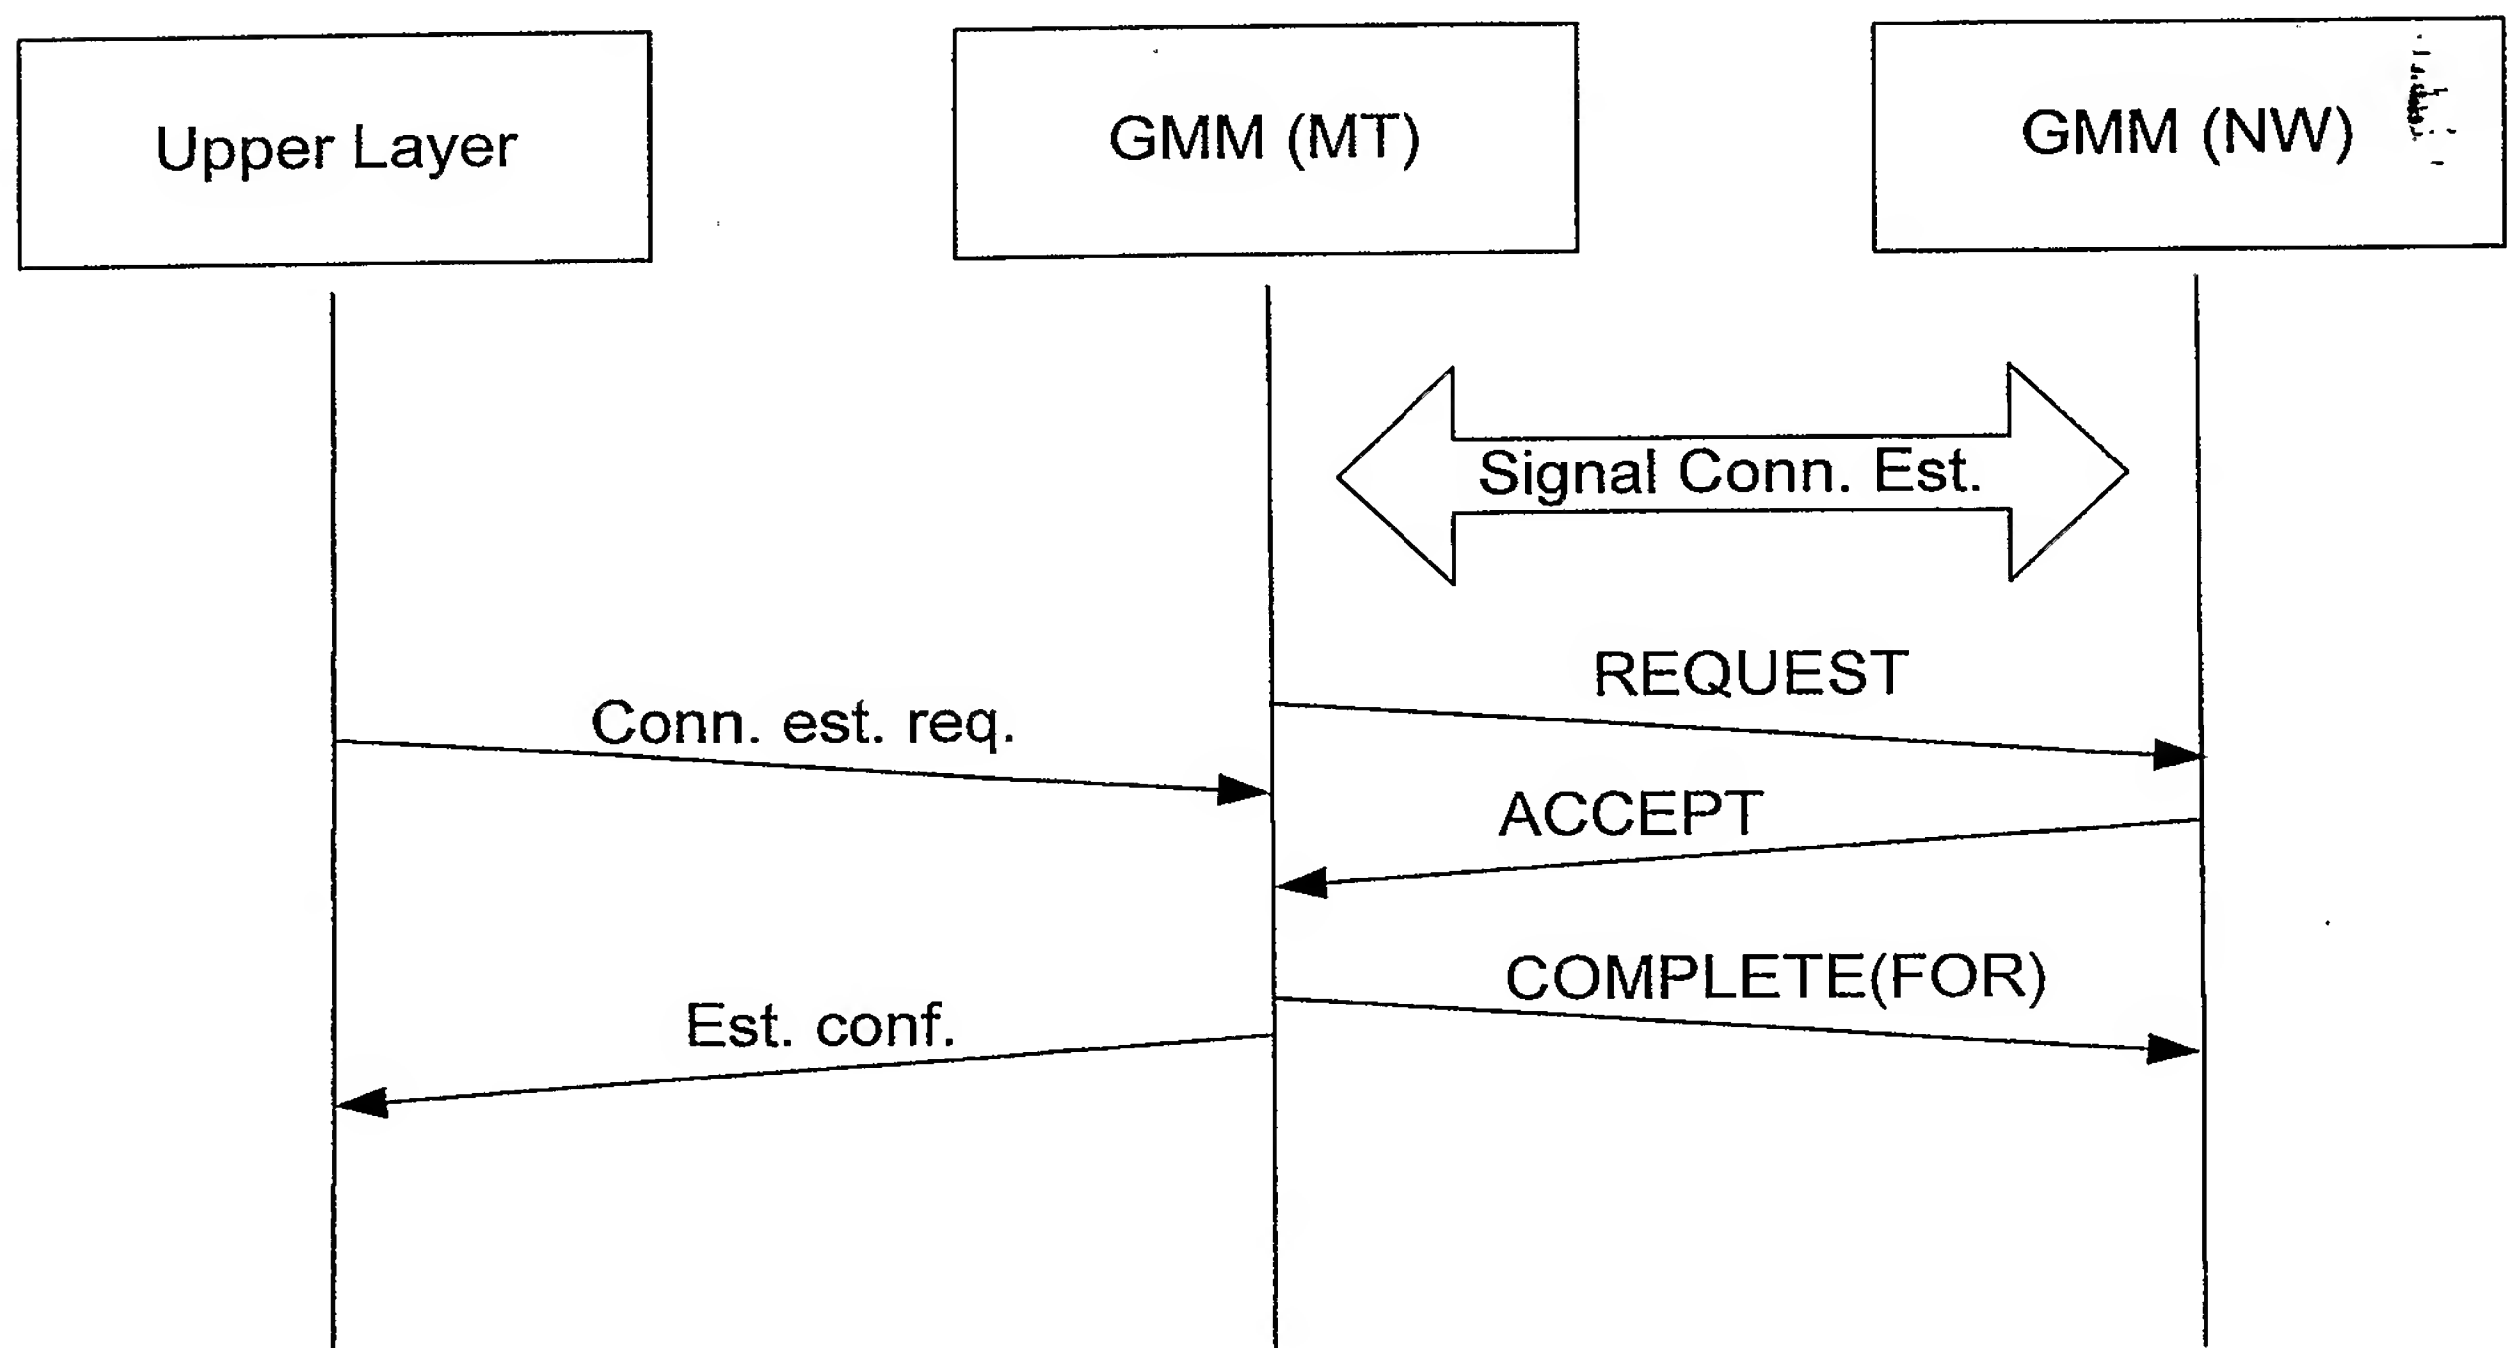 Upper Layer
GMM (MT)
GMM (NW)
Signal Conn. Est.
REQUEST
Conn. est. req.
ACCEPT
COMPLETE(FOR)
Est. conf.